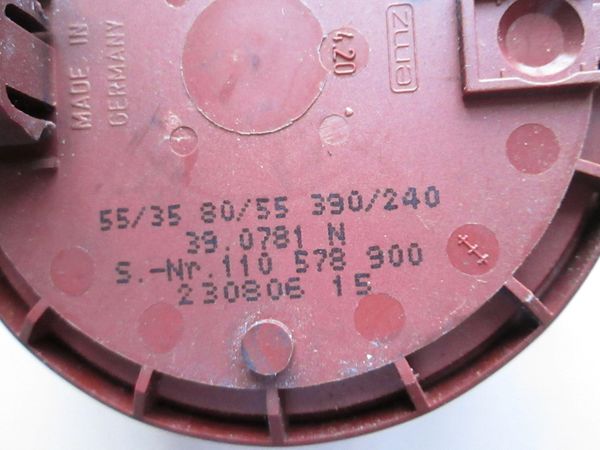 MADE IN
GERMANY
4.20
emz
55/35 80/55 390/240
39.0781 N
S.-Nr.110 578 900
230806 15